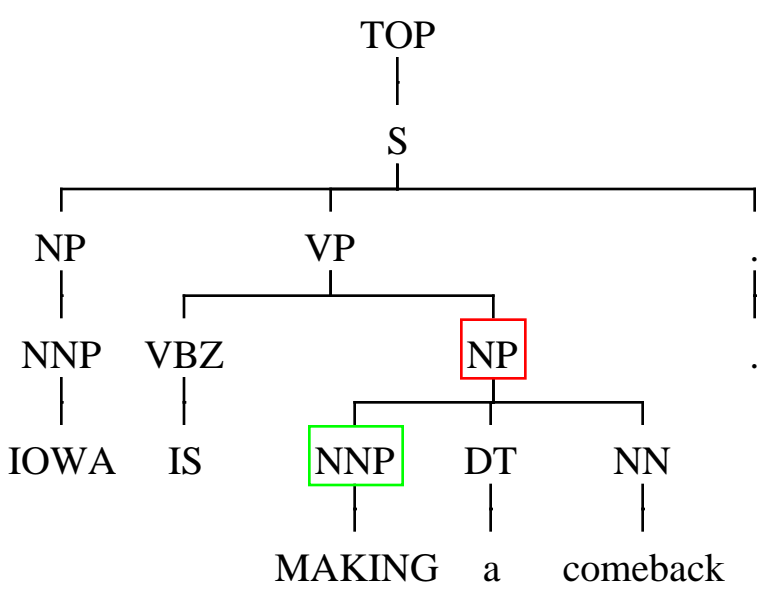 TOP
S
NP VP .
NNP VBZ NP .
IOWA IS NNP DT NN
MAKING a comeback